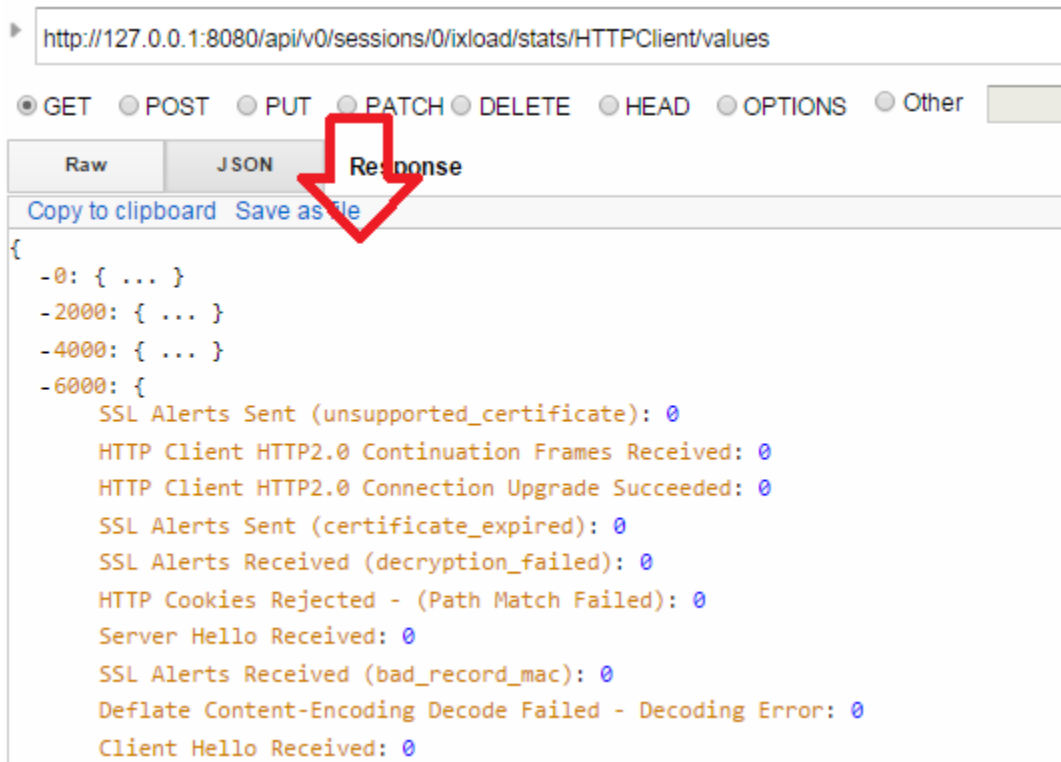 http://127.0.0.1:8080/api/v0/sessions/0/ixload/stats/HTTPClient/values
GET POST PUT PATCH DELETE HEAD OPTIONS Other
Raw JSON Response
Copy to clipboard Save as file
{
-0: { ... }
-2000: { ... }
-4000: { ... }
-6000: {
SSL Alerts Sent (unsupported_certificate): 0
HTTP Client HTTP2.0 Continuation Frames Received: 0
HTTP Client HTTP2.0 Connection Upgrade Succeeded: 0
SSL Alerts Sent (certificate_expired): 0
SSL Alerts Received (decryption_failed): 0
HTTP Cookies Rejected - (Path Match Failed): 0
Server Hello Received: 0
SSL Alerts Received (bad_record_mac): 0
Deflate Content-Encoding Decode Failed - Decoding Error: 0
Client Hello Received: 0